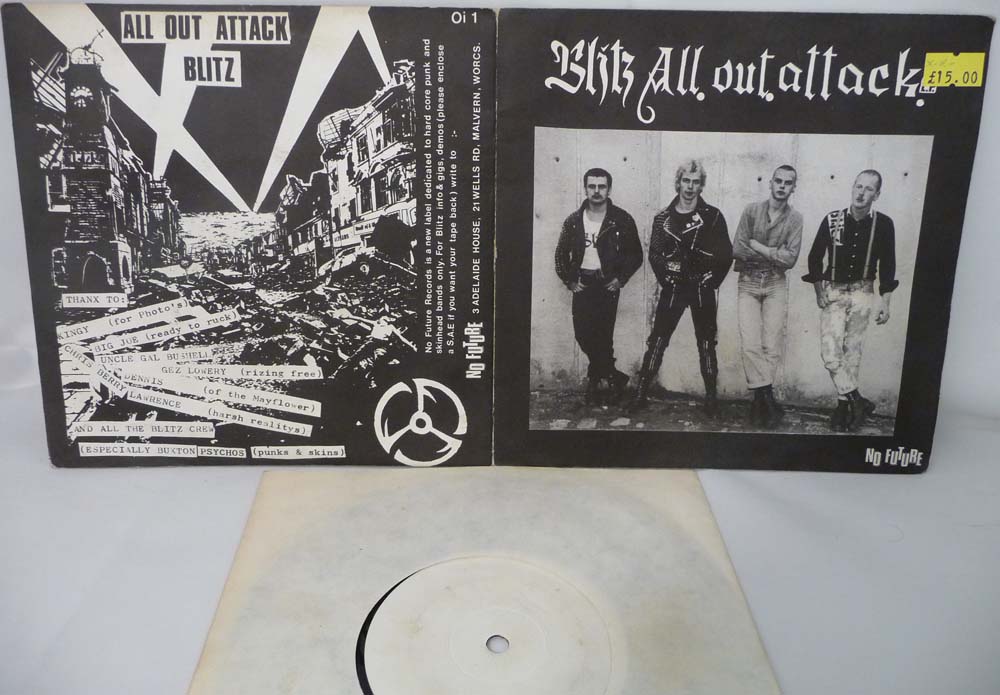 ALL OUT ATTACK
BLITZ
Oi 1
No Future Records is a new label dedicated to hard core punk and
skinhead bands only. For Blitz info & gigs, demos (please enclose
a S.A.E if you want your tape back) write to :-
NO FUTURE 3 ADELAIDE HOUSE, 21 WELLS RD, MALVERN, WORCS.
THANX TO:
KINGY (for Photo's)
BIG JOE (ready to ruck)
UNCLE GAL BUSHELL
GEZ LOWERY (rizing free)
CHRIS BERRY
DENNIS (of the Mayflower)
LAWRENCE (harsh realitys)
AND ALL THE BLITZ CREW
(ESPECIALLY BUXTON PSYCHOS (punks & skins)
Blitz All out attack.
£15.00
NO FUTURE